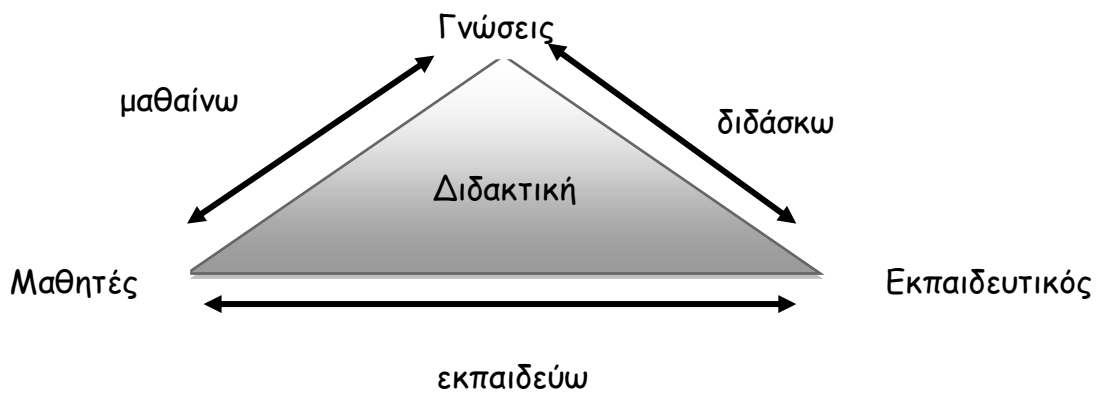 Γνώσεις
μαθαίνω
διδάσκω
Διδακτική
Μαθητές
Εκπαιδευτικός
εκπαιδεύω